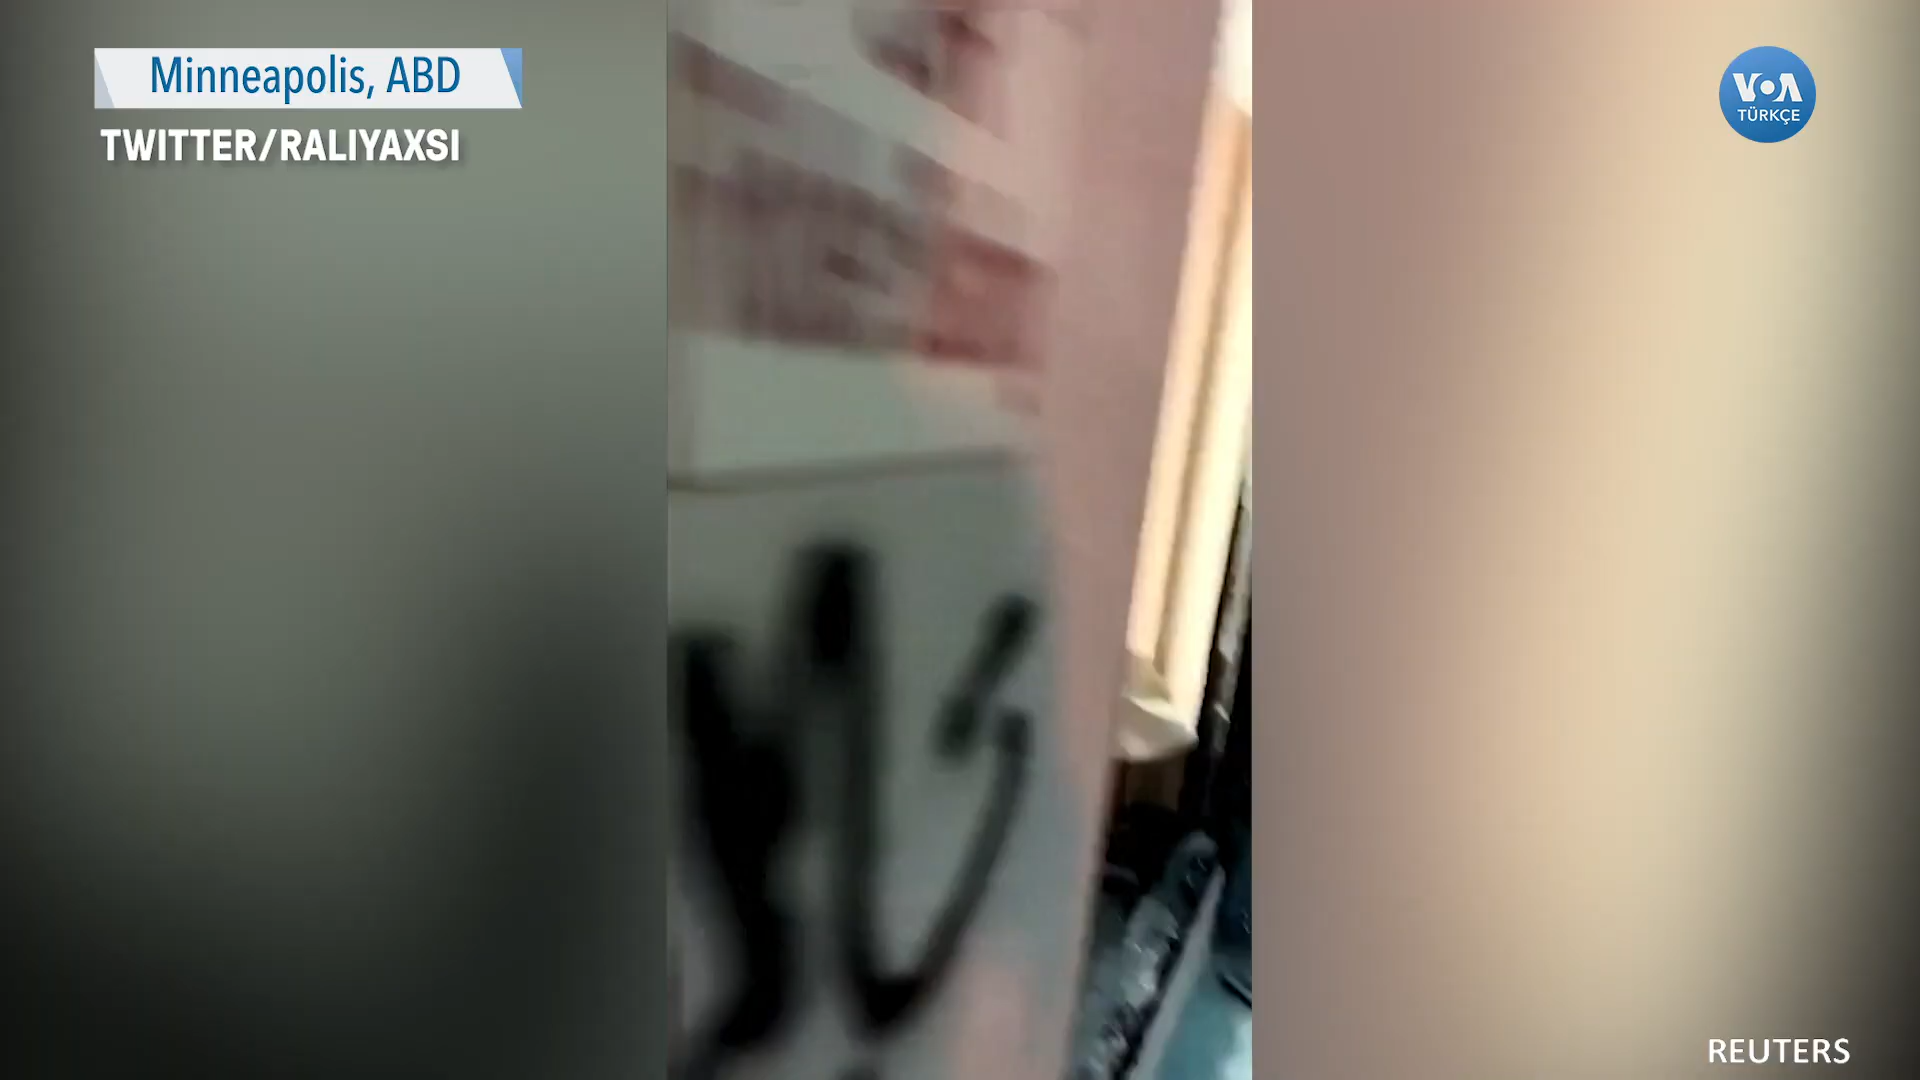 Minneapolis, ABD
TWITTER/RALIYAXSI
VOA
TÜRKÇE
REUTERS